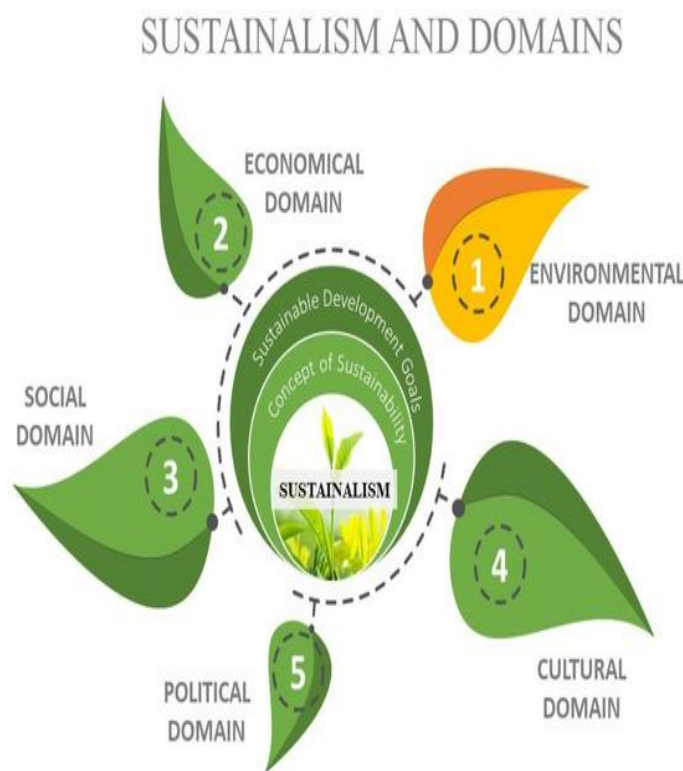 SUSTAINALISM AND DOMAINS
ECONOMICAL
DOMAIN
2
1
ENVIRONMENTAL
DOMAIN
Sustainable Development Goals
Concept of Sustainability
SOCIAL
DOMAIN
3
SUSTAINALISM
4
CULTURAL
DOMAIN
5
POLITICAL
DOMAIN